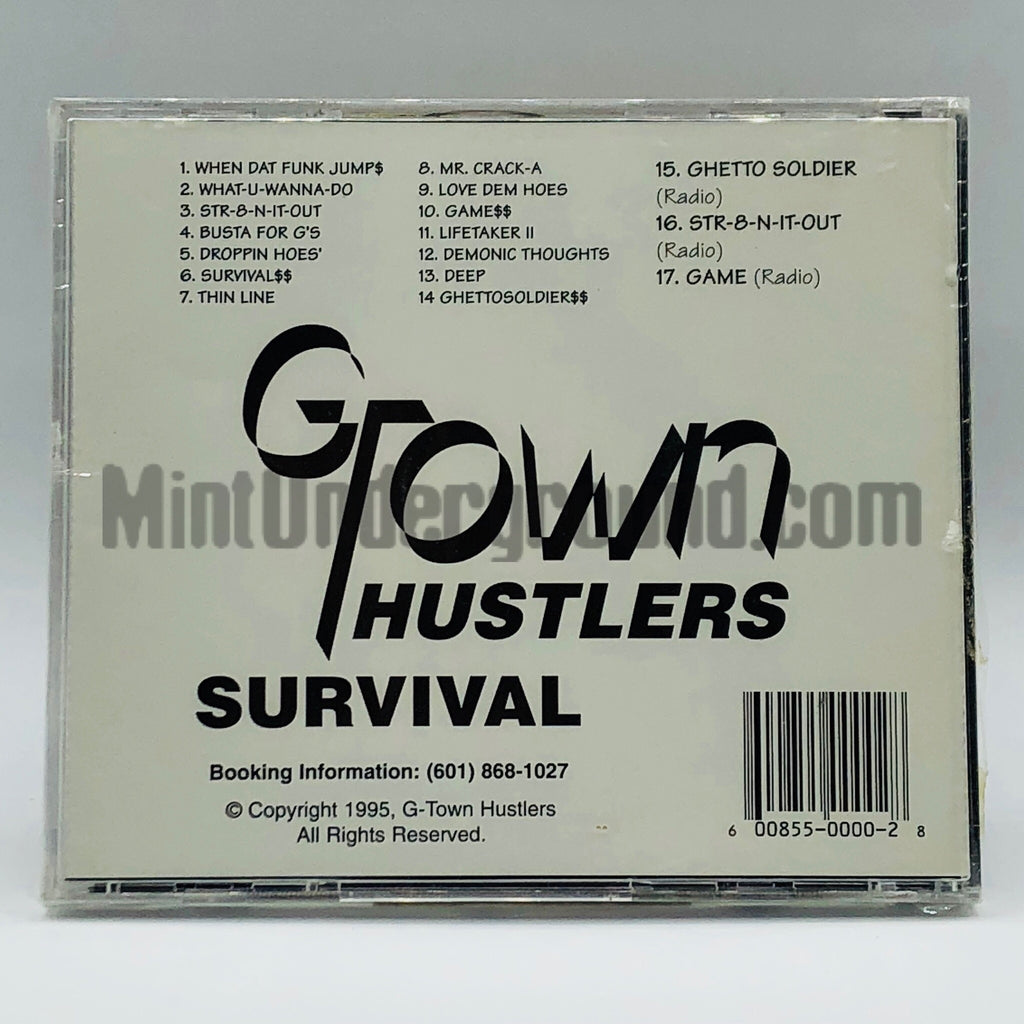 1. WHEN DAT FUNK JUMP$
2. WHAT-U-WANNA-DO
3. STR-8-N-IT-OUT
4. BUSTA FOR G'S
5. DROPPIN HOES'
6. SURVIVAL$$
7. THIN LINE
8. MR. CRACK-A
9. LOVE DEM HOES
10. GAME$$
11. LIFETAKER II
12. DEMONIC THOUGHTS
13. DEEP
14 GHETTOSOLDIER$$
15. GHETTO SOLDIER
(Radio)
16. STR-8-N-IT-OUT
(Radio)
17. GAME (Radio)
GTOWN
MintUnderground.com
HUSTLERS
SURVIVAL
Booking Information: (601) 868-1027
© Copyright 1995, G-Town Hustlers
All Rights Reserved.
6 00855-0000-2 8